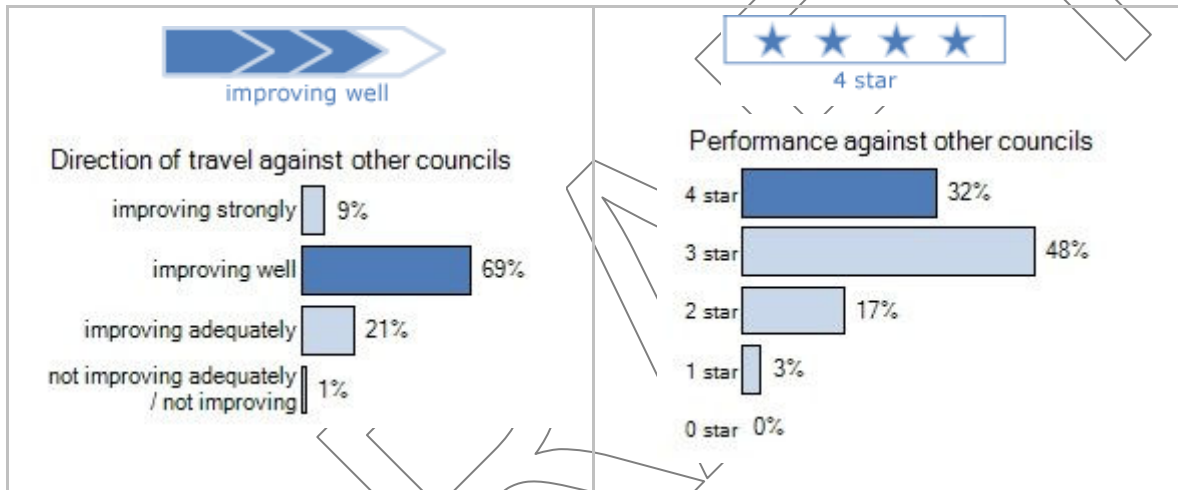 improving well
Direction of travel against other councils
improving strongly 9%
improving well 69%
improving adequately 21%
not improving adequately
/ not improving 1%
4 star
Performance against other councils
4 star 32%
3 star 48%
2 star 17%
1 star 3%
0 star 0%